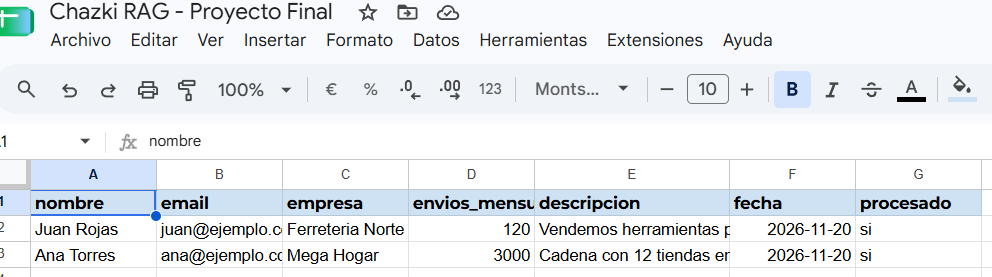 Chazki RAG - Proyecto Final
Archivo Editar Ver Insertar Formato Datos Herramientas Extensiones Ayuda
100% € % .0 .00 123 Monts... 10 B I S A
A1 fx nombre
A B C D E F G
1 nombre email empresa envios_mensu descripcion fecha procesado
2 Juan Rojas juan@ejemplo.c Ferreteria Norte 120 Vendemos herramientas p 2026-11-20 si
3 Ana Torres ana@ejemplo.cc Mega Hogar 3000 Cadena con 12 tiendas er 2026-11-20 si